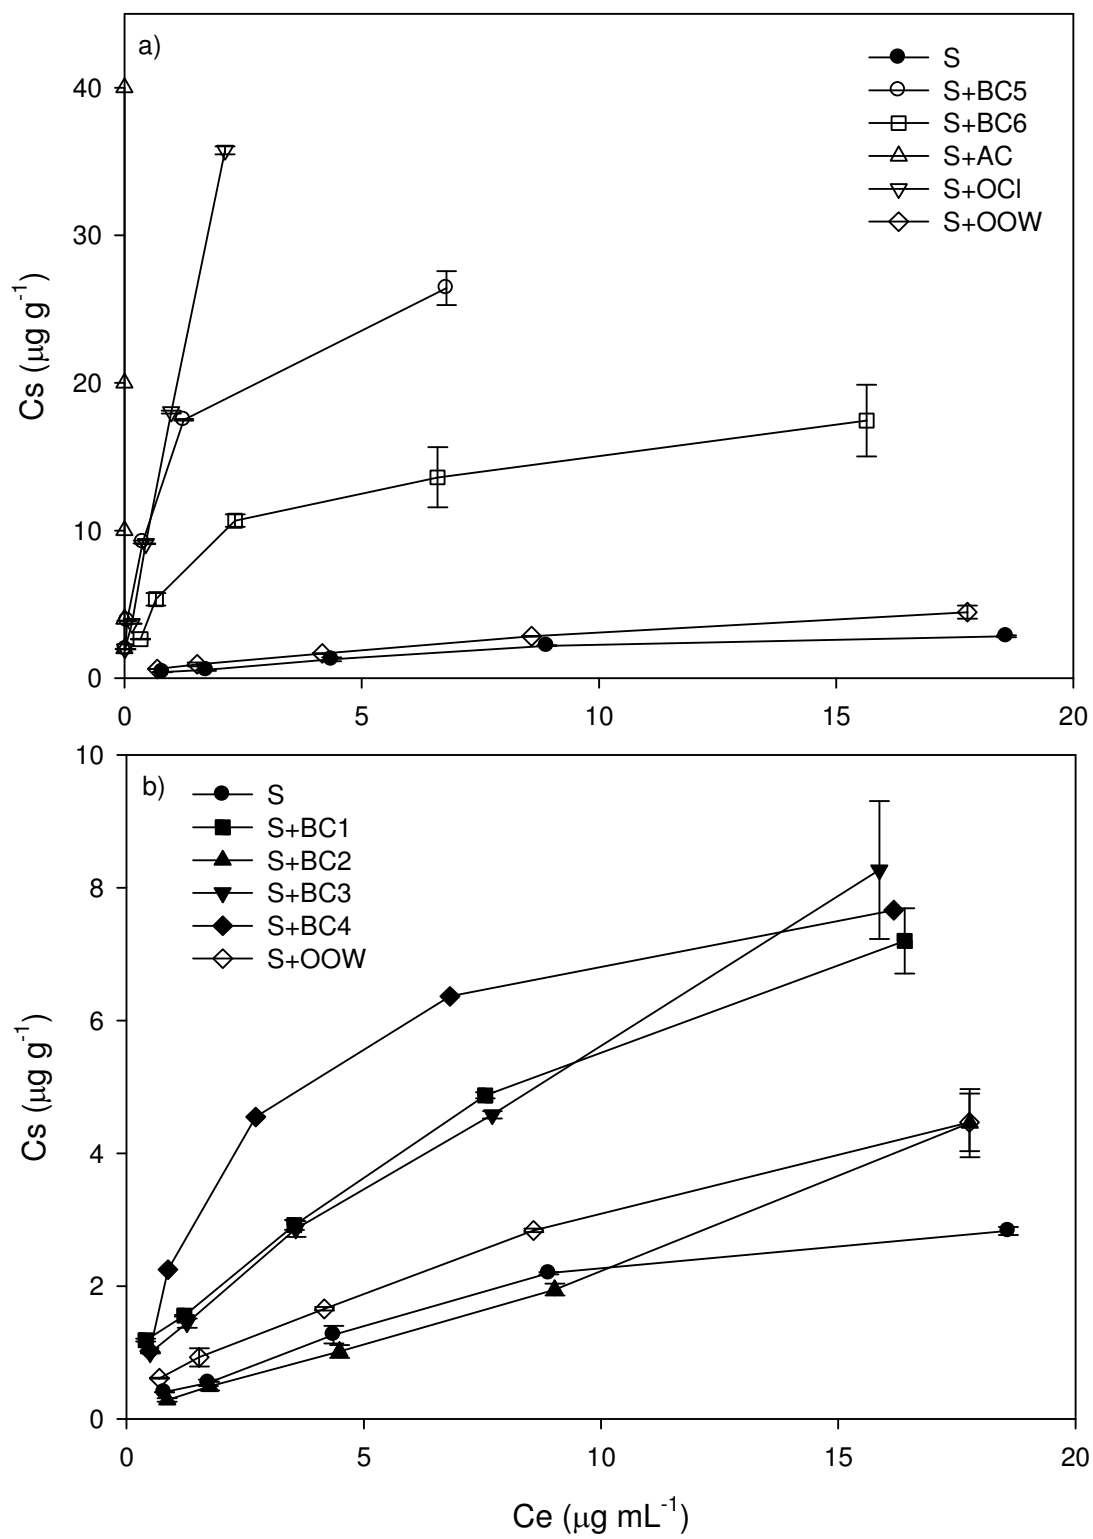 a)
S
S+BC5
S+BC6
S+AC
S+OCl
S+OOW
40
30
20
10
0
Cs (μg g-1)
0 5 10 15 20
b)
S
S+BC1
S+BC2
S+BC3
S+BC4
S+OOW
10
8
6
4
2
0
Cs (μg g-1)
0 5 10 15 20
Ce (μg mL-1)